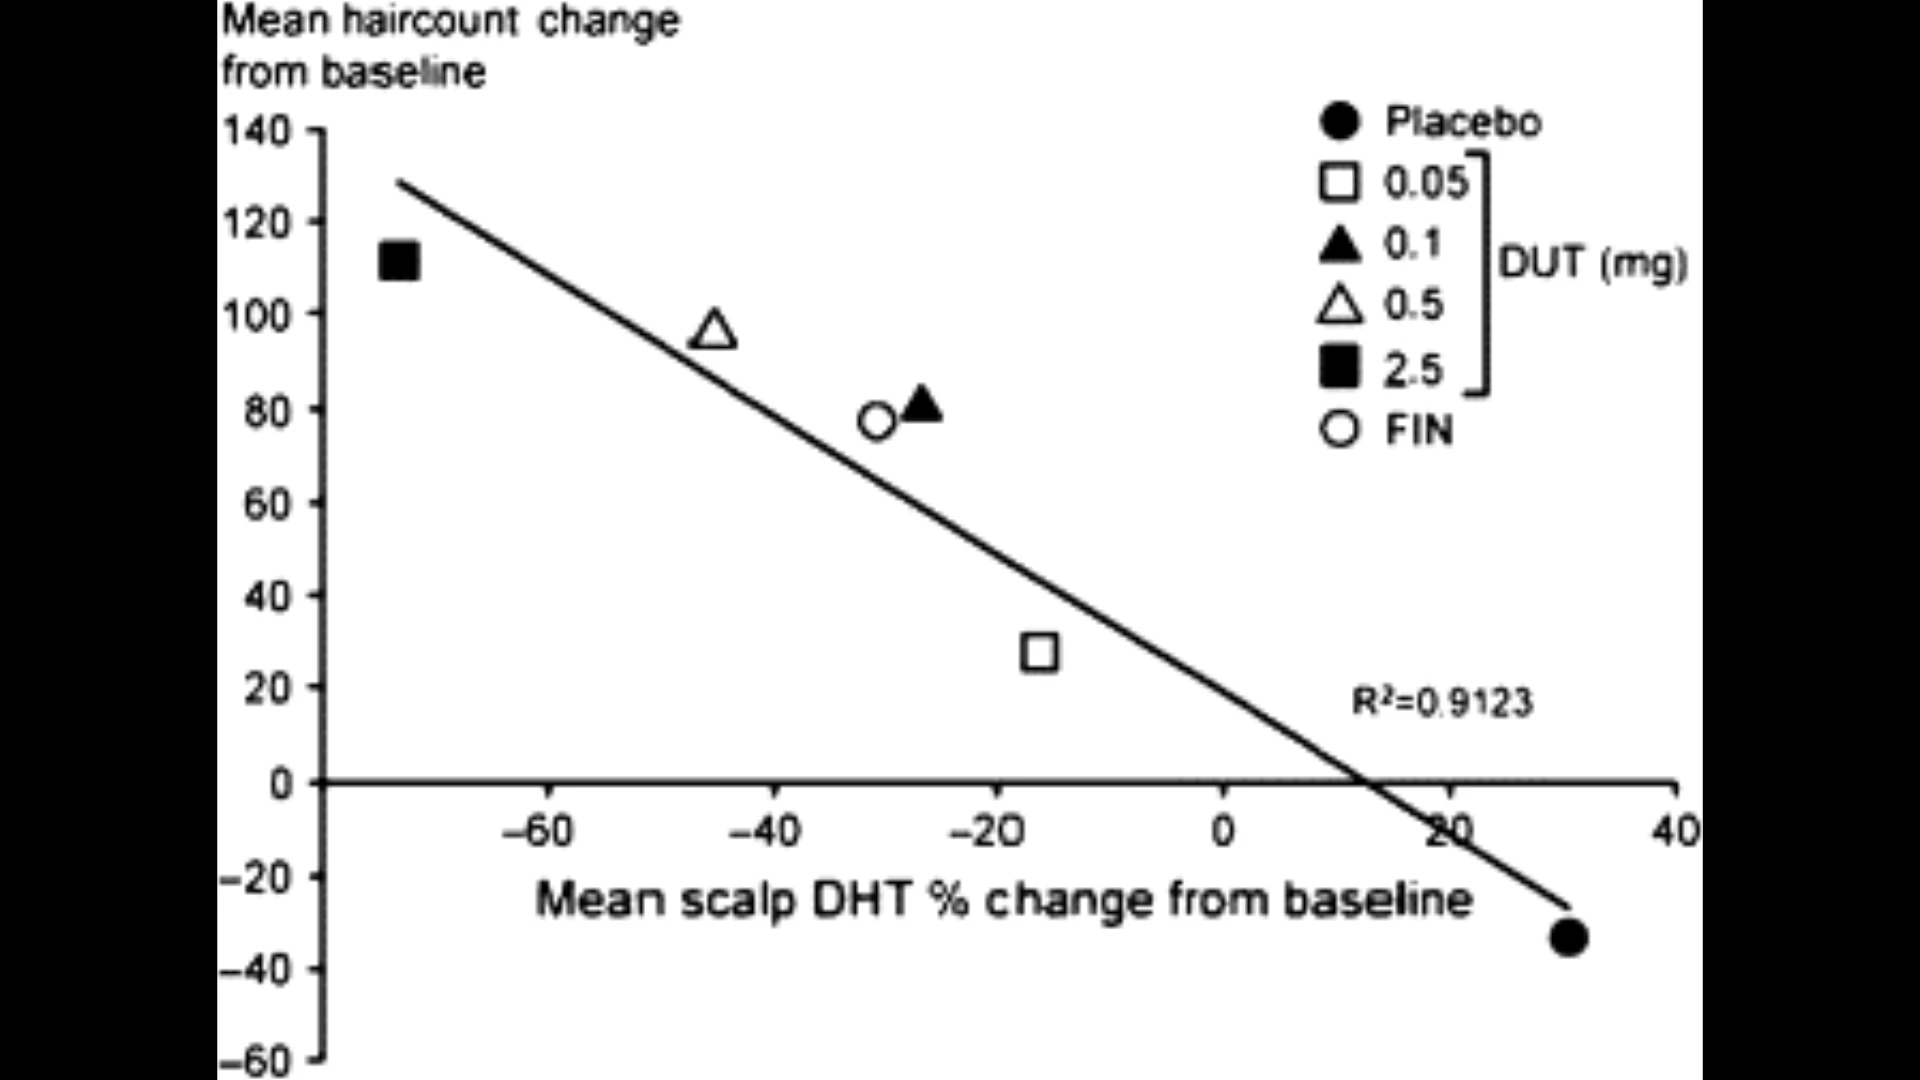 Mean haircount change
from baseline
140
120
100
80
60
40
20
0
–20
–40
–60
Placebo
0.05
0.1
0.5
2.5
DUT (mg)
FIN
R²=0.9123
–60 –40 –20 0 20 40
Mean scalp DHT % change from baseline